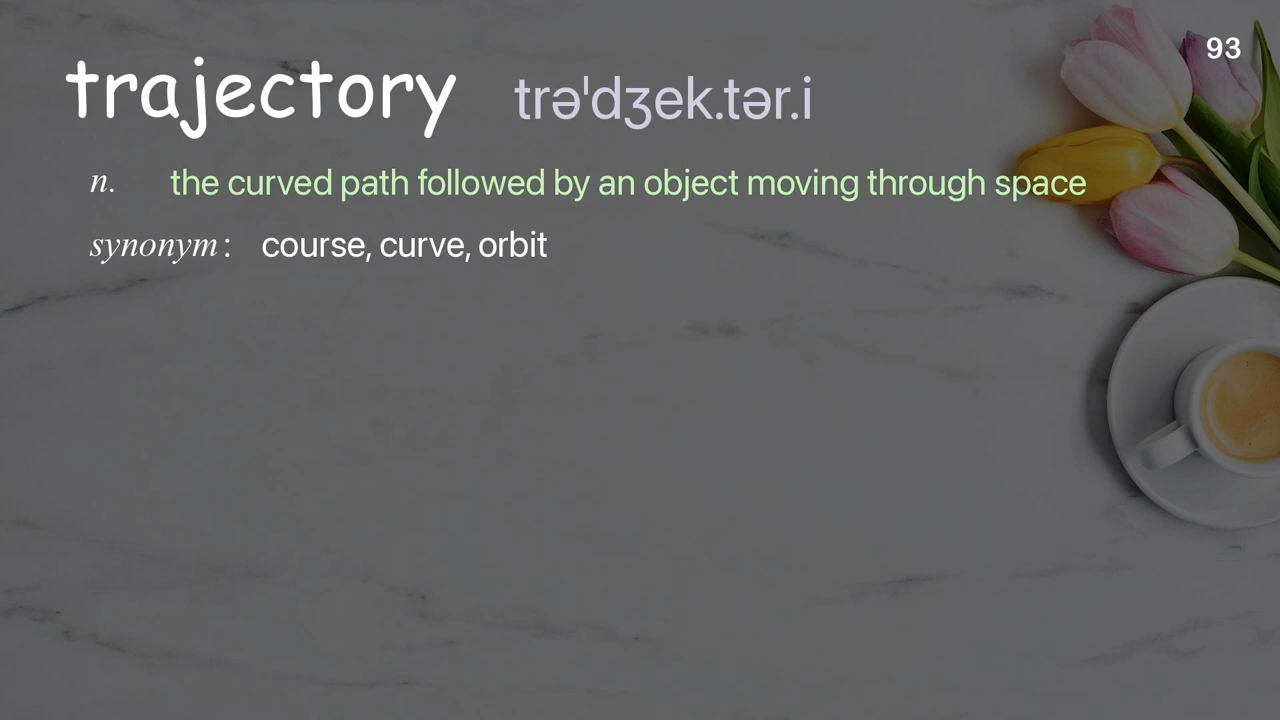 93
trajectory trəˈdʒek.tər.i
n. the curved path followed by an object moving through space
synonym : course, curve, orbit